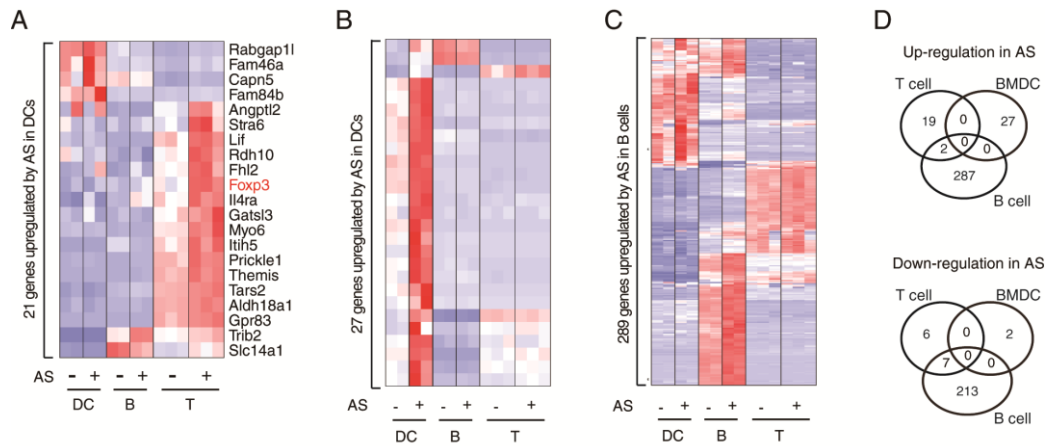 A
21 genes upregulated by AS in DCs
Rabgap1l
Fam46a
Capn5
Fam84b
Angptl2
Stra6
Lif
Rdh10
Fhl2
Foxp3
Il4ra
Gatsl3
Myo6
Itih5
Prickle1
Themis
Tars2
Aldh18a1
Gpr83
Trib2
Slc14a1
AS - + - + - +
DC B T
B
27 genes upregulated by AS in DCs
AS - + - + - +
DC B T
C
289 genes upregulated by AS in B cells
AS - + - + - +
DC B T
D
Up-regulation in AS
T cell BMDC
19 0 27
2 0 0
287
B cell
Down-regulation in AS
T cell BMDC
6 0 2
7 0 0
213
B cell